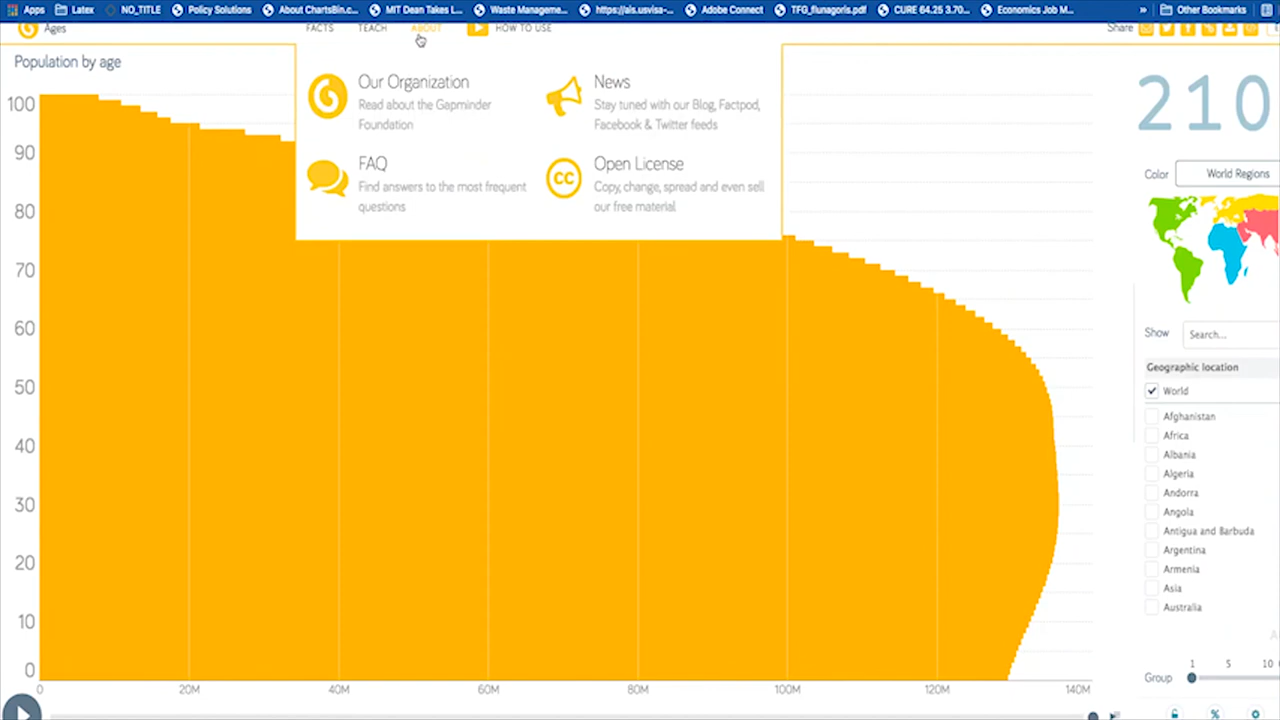 Apps Latex NO_TITLE Policy Solutions About ChartsBin.c... MIT Dean Takes L... Waste Manageme... https://ais.usvisa-... Adobe Connect TFG_flunagoris.pdf CURE 64.25 3.70... Economics Job M... » Other Bookmarks
Ages FACTS TEACH ABOUT HOW TO USE Share
Population by age
Our Organization
Read about the Gapminder
Foundation
News
Stay tuned with our Blog, Factpod,
Facebook & Twitter feeds
FAQ
Find answers to the most frequent
questions
CC
Open License
Copy, change, spread and even sell
our free material
210
Color World Regions
Show Search...
Geographic location
World
Afghanistan
Africa
Albania
Algeria
Andorra
Angola
Antigua and Barbuda
Argentina
Armenia
Asia
Australia
1 5 10
Group
100
90
80
70
60
50
40
30
20
10
0
0 20M 40M 60M 80M 100M 120M 140M
%